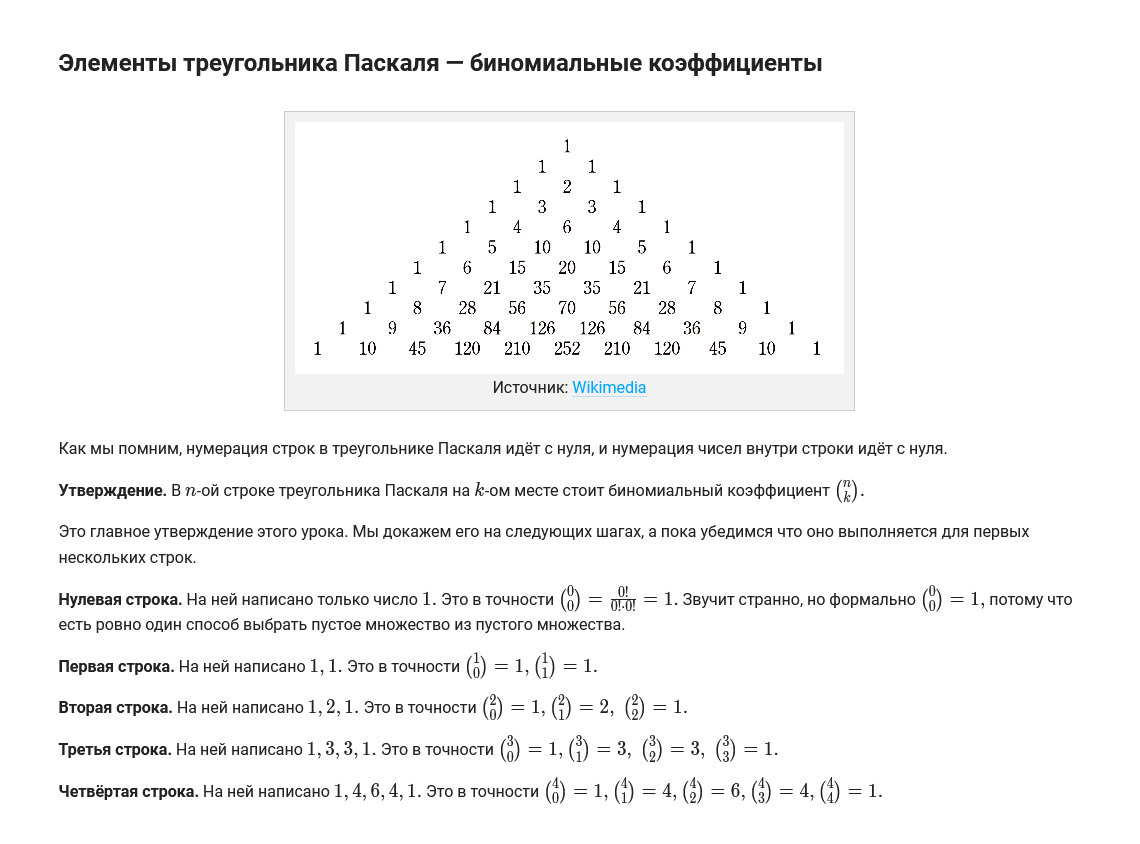 Элементы треугольника Паскаля — биномиальные коэффициенты
1
1 1
1 2 1
1 3 3 1
1 4 6 4 1
1 5 10 10 5 1
1 6 15 20 15 6 1
1 7 21 35 35 21 7 1
1 8 28 56 70 56 28 8 1
1 9 36 84 126 126 84 36 9 1
1 10 45 120 210 252 210 120 45 10 1
Источник: Wikimedia
Как мы помним, нумерация строк в треугольнике Паскаля идёт с нуля, и нумерация чисел внутри строки идёт с нуля.
Утверждение. В n-ой строке треугольника Паскаля на k-ом месте стоит биномиальный коэффициент \binom{n}{k}.
Это главное утверждение этого урока. Мы докажем его на следующих шагах, а пока убедимся что оно выполняется для первых
нескольких строк.
Нулевая строка. На ней написано только число 1. Это в точности \binom{0}{0} = \frac{0!}{0!·0!} = 1. Звучит странно, но формально \binom{0}{0} = 1, потому что
есть ровно один способ выбрать пустое множество из пустого множества.
Первая строка. На ней написано 1, 1. Это в точности \binom{1}{0} = 1, \binom{1}{1} = 1.
Вторая строка. На ней написано 1, 2, 1. Это в точности \binom{2}{0} = 1, \binom{2}{1} = 2, \binom{2}{2} = 1.
Третья строка. На ней написано 1, 3, 3, 1. Это в точности \binom{3}{0} = 1, \binom{3}{1} = 3, \binom{3}{2} = 3, \binom{3}{3} = 1.
Четвёртая строка. На ней написано 1, 4, 6, 4, 1. Это в точности \binom{4}{0} = 1, \binom{4}{1} = 4, \binom{4}{2} = 6, \binom{4}{3} = 4, \binom{4}{4} = 1.